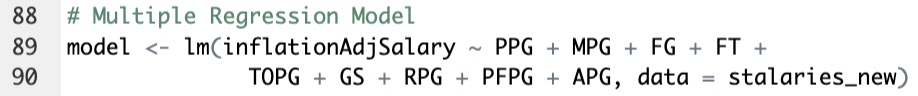 88 # Multiple Regression Model
89 model <- lm(inflationAdjSalary ~ PPG + MPG + FG + FT +
90 TOPG + GS + RPG + PFPG + APG, data = stalaries_new)